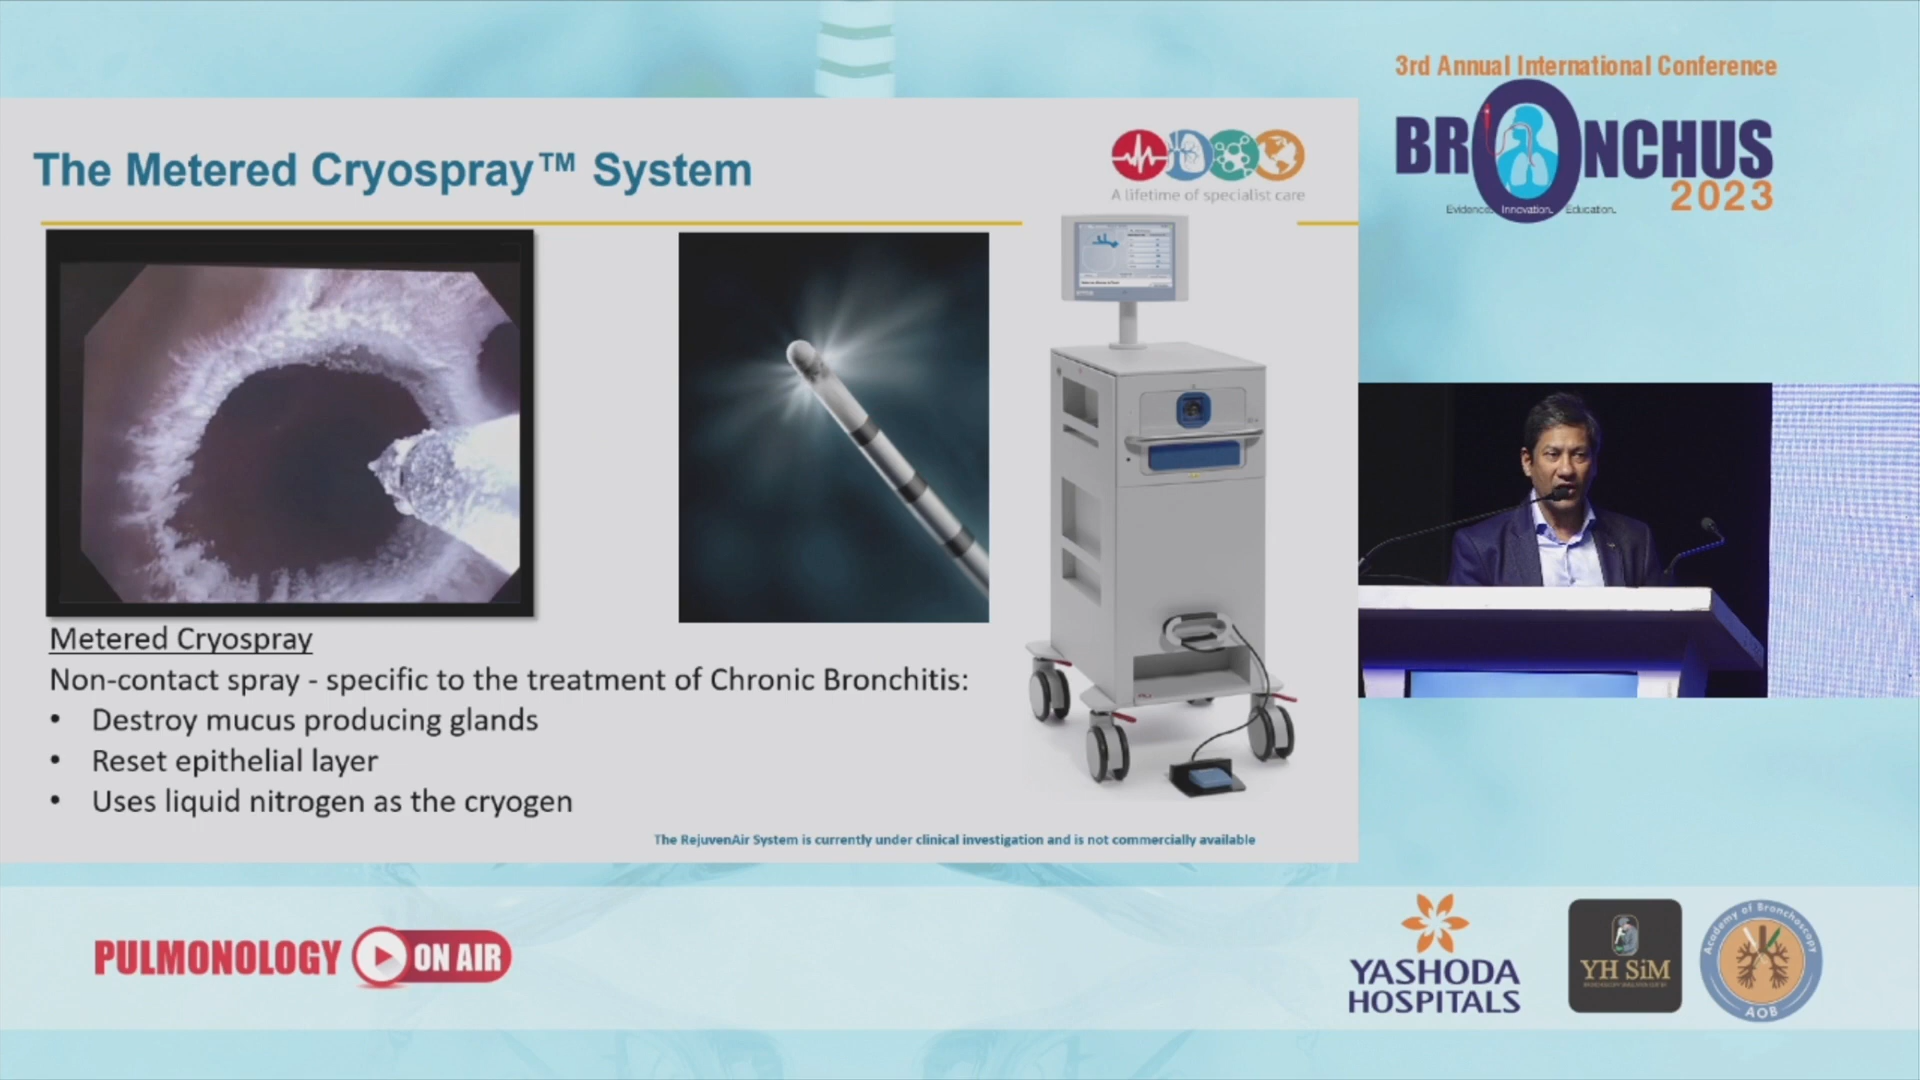 3rd Annual International Conference
BRONCHUS
2023
Evidence. Innovation. Education.
The Metered Cryospray™ System
A lifetime of specialist care
Metered Cryospray
Non-contact spray - specific to the treatment of Chronic Bronchitis:
• Destroy mucus producing glands
• Reset epithelial layer
• Uses liquid nitrogen as the cryogen
The RejuvenAir System is currently under clinical investigation and is not commercially available
PULMONOLOGY ON AIR
YASHODA
HOSPITALS
YH SiM
Academy of Bronchoscopy
AOB